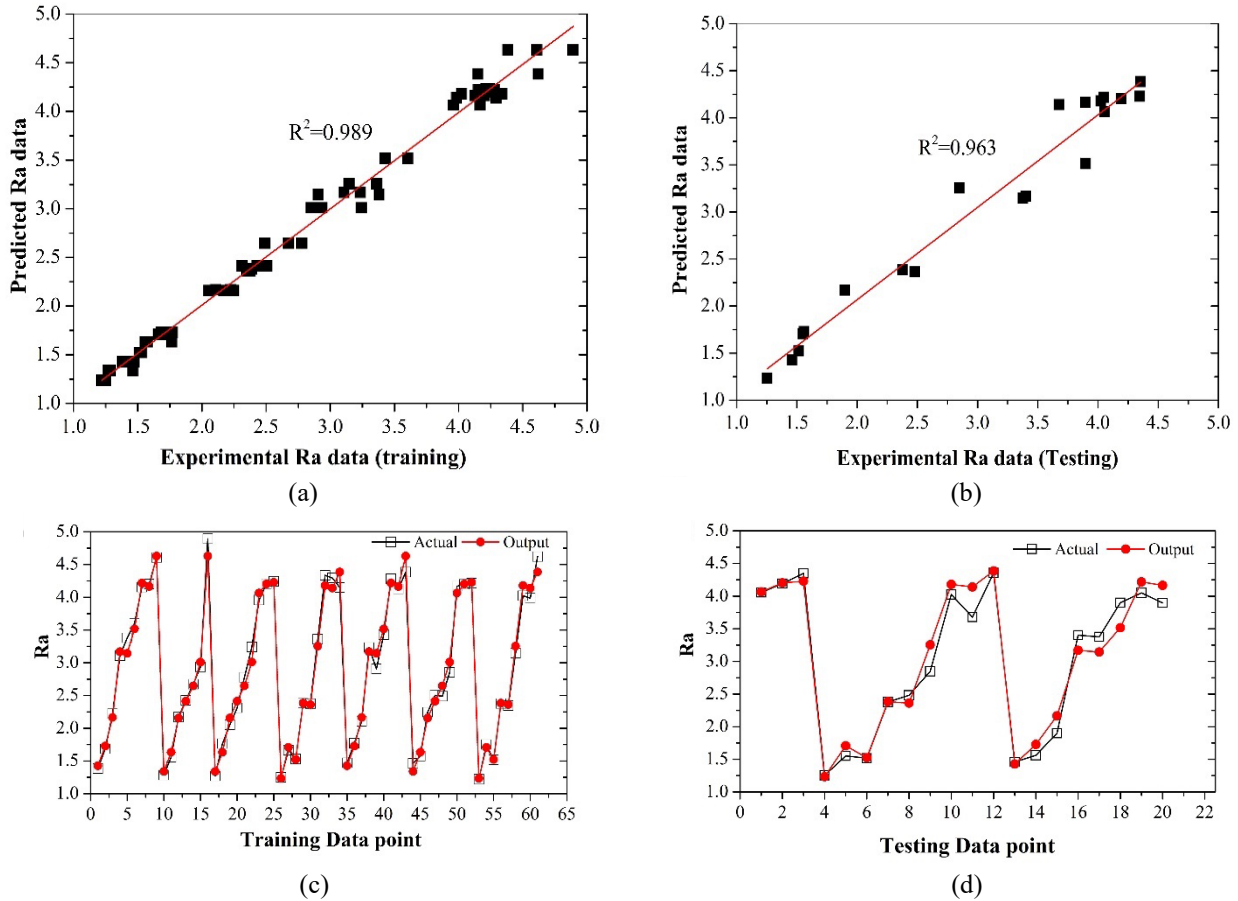 5.0
4.5
4.0
3.5
3.0
2.5
2.0
1.5
1.0
Predicted Ra data
R²=0.989
1.0 1.5 2.0 2.5 3.0 3.5 4.0 4.5 5.0
Experimental Ra data (training)
(a)
5.0
4.5
4.0
3.5
3.0
2.5
2.0
1.5
1.0
Predicted Ra data
R²=0.963
1.0 1.5 2.0 2.5 3.0 3.5 4.0 4.5 5.0
Experimental Ra data (Testing)
(b)
5.0
4.5
4.0
3.5
3.0
2.5
2.0
1.5
1.0
Ra
Actual Output
0 5 10 15 20 25 30 35 40 45 50 55 60 65
Training Data point
(c)
5.0
4.5
4.0
3.5
3.0
2.5
2.0
1.5
1.0
Ra
Actual Output
0 2 4 6 8 10 12 14 16 18 20 22
Testing Data point
(d)